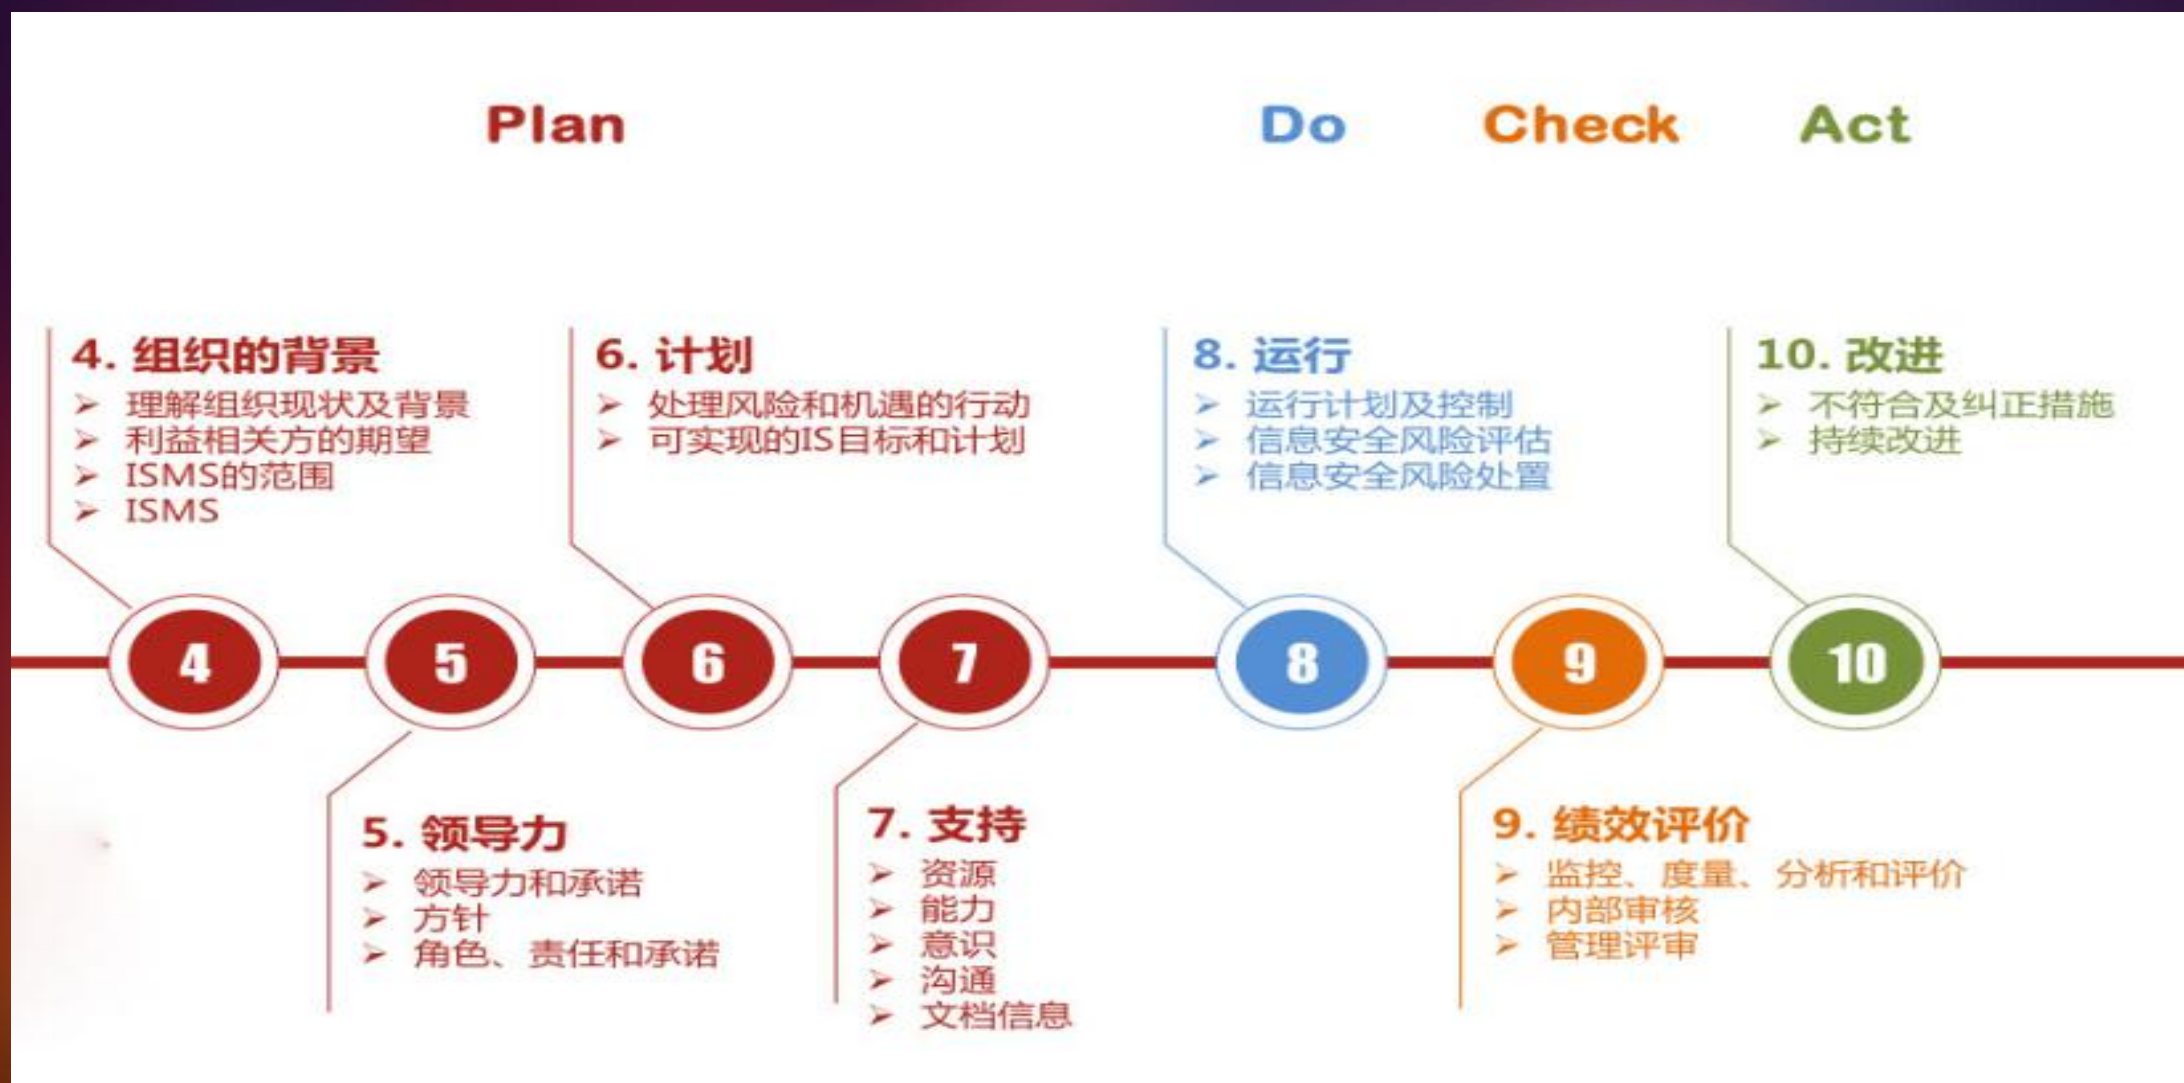 Plan
Do
Check
Act
4. 组织的背景
➢ 理解组织现状及背景
➢ 利益相关方的期望
➢ ISMS的范围
➢ ISMS
6. 计划
➢ 处理风险和机遇的行动
➢ 可实现的IS目标和计划
8. 运行
➢ 运行计划及控制
➢ 信息安全风险评估
➢ 信息安全风险处置
10. 改进
➢ 不符合及纠正措施
➢ 持续改进
4
5
6
7
8
9
10
5. 领导力
➢ 领导力和承诺
➢ 方针
➢ 角色、责任和承诺
7. 支持
➢ 资源
➢ 能力
➢ 意识
➢ 沟通
➢ 文档信息
9. 绩效评价
➢ 监控、度量、分析和评价
➢ 内部审核
➢ 管理评审